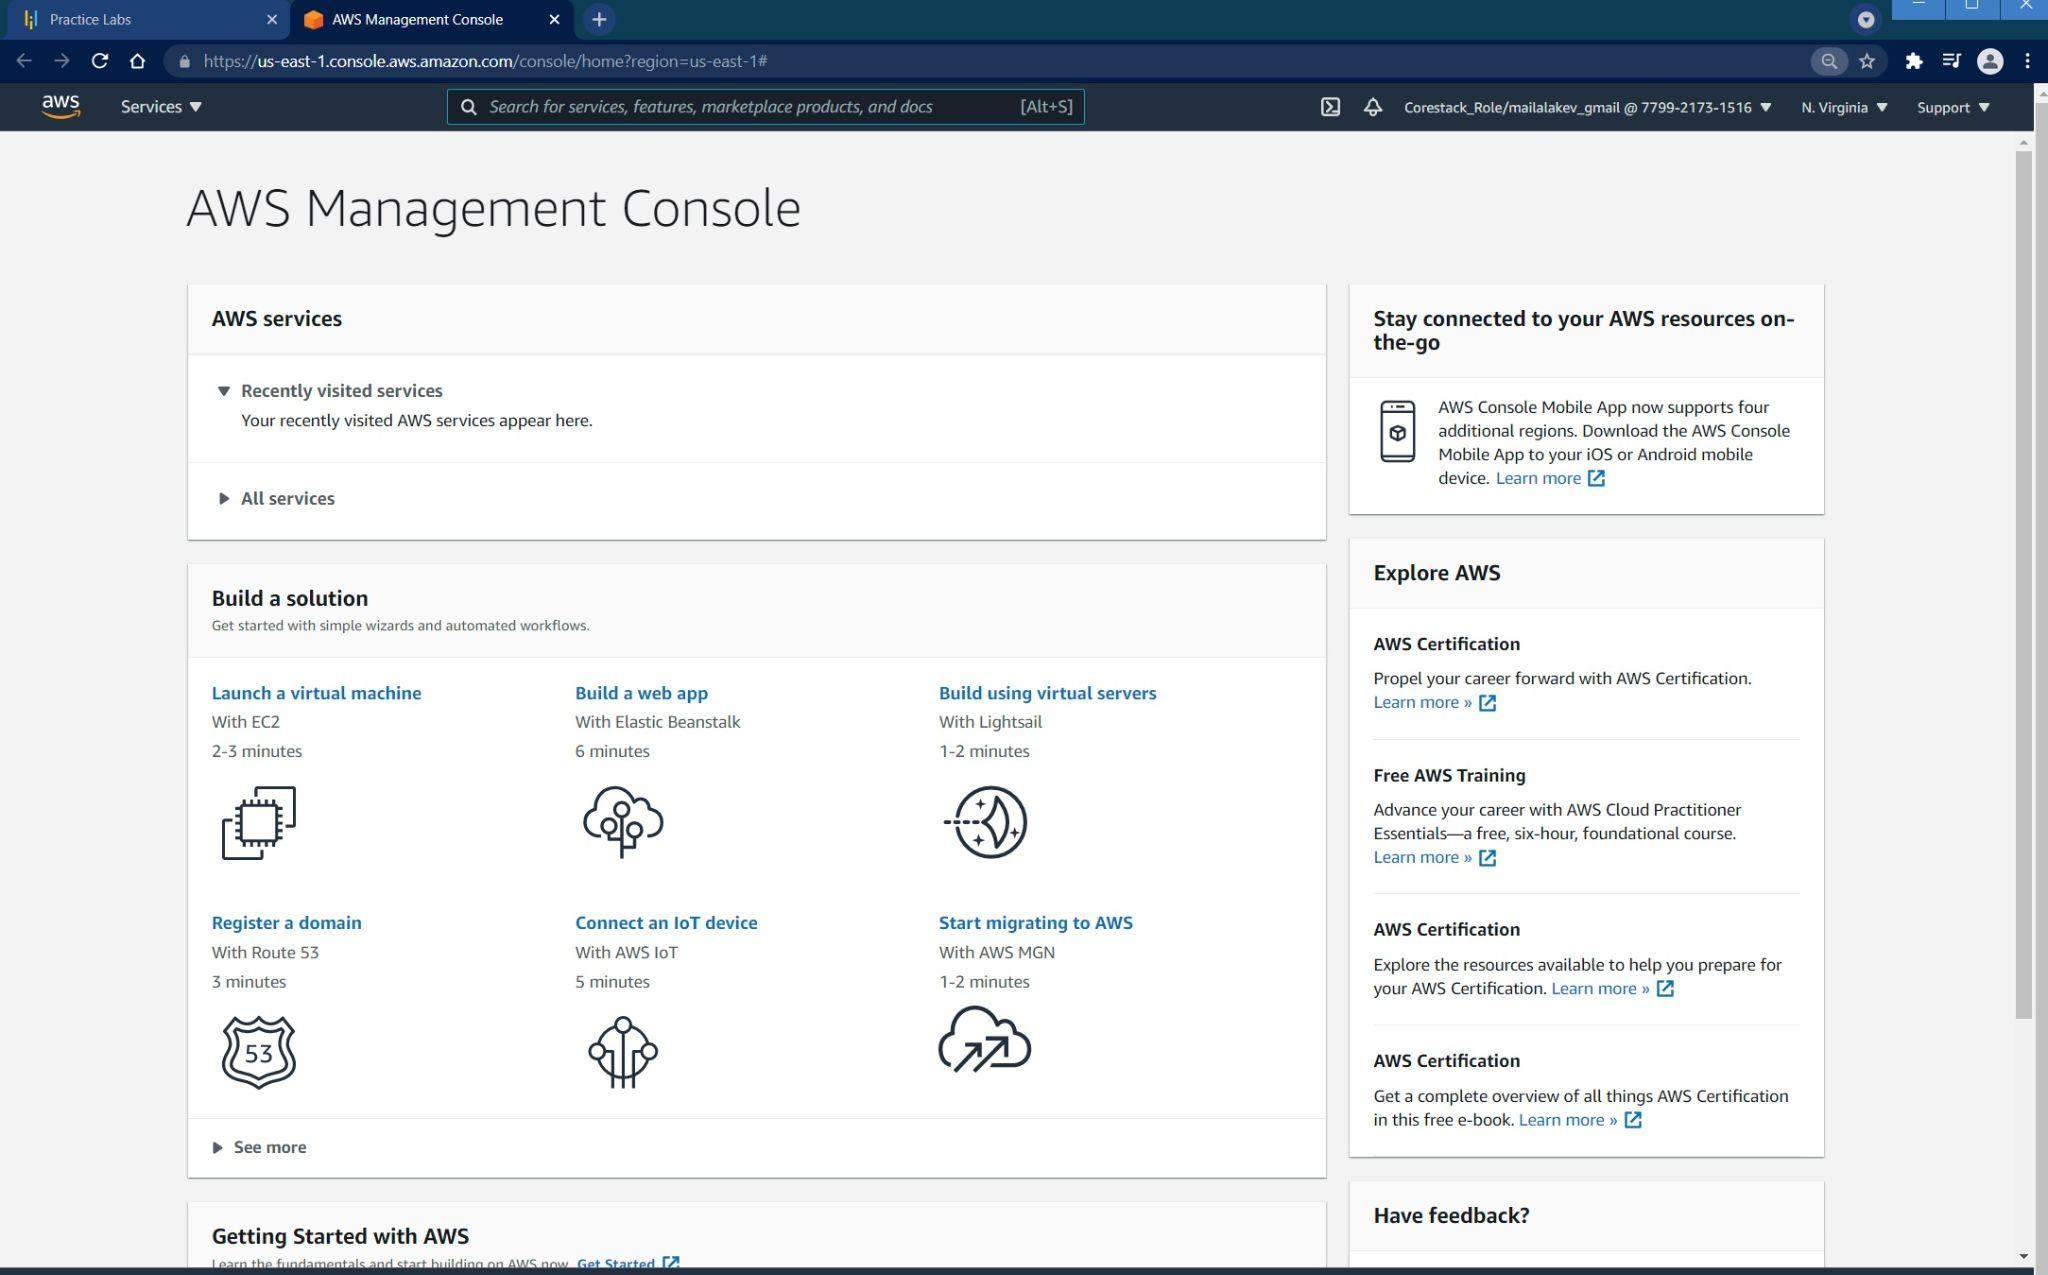 Practice Labs
AWS Management Console
https://us-east-1.console.aws.amazon.com/console/home?region=us-east-1#
aws
Services
Search for services, features, marketplace products, and docs
[Alt+S]
Corestack_Role/mailalakev_gmail @ 7799-2173-1516
N. Virginia
Support
AWS Management Console
AWS services
Recently visited services
Your recently visited AWS services appear here.
All services
Build a solution
Get started with simple wizards and automated workflows.
Launch a virtual machine
With EC2
2-3 minutes
Build a web app
With Elastic Beanstalk
6 minutes
Build using virtual servers
With Lightsail
1-2 minutes
Register a domain
With Route 53
3 minutes
53
Connect an IoT device
With AWS IoT
5 minutes
Start migrating to AWS
With AWS MGN
1-2 minutes
See more
Getting Started with AWS
Learn the fundamentals and start building on AWS now. Get Started
Stay connected to your AWS resources on-
the-go
AWS Console Mobile App now supports four
additional regions. Download the AWS Console
Mobile App to your iOS or Android mobile
device. Learn more
Explore AWS
AWS Certification
Propel your career forward with AWS Certification.
Learn more »
Free AWS Training
Advance your career with AWS Cloud Practitioner
Essentials—a free, six-hour, foundational course.
Learn more »
AWS Certification
Explore the resources available to help you prepare for
your AWS Certification. Learn more »
AWS Certification
Get a complete overview of all things AWS Certification
in this free e-book. Learn more »
Have feedback?